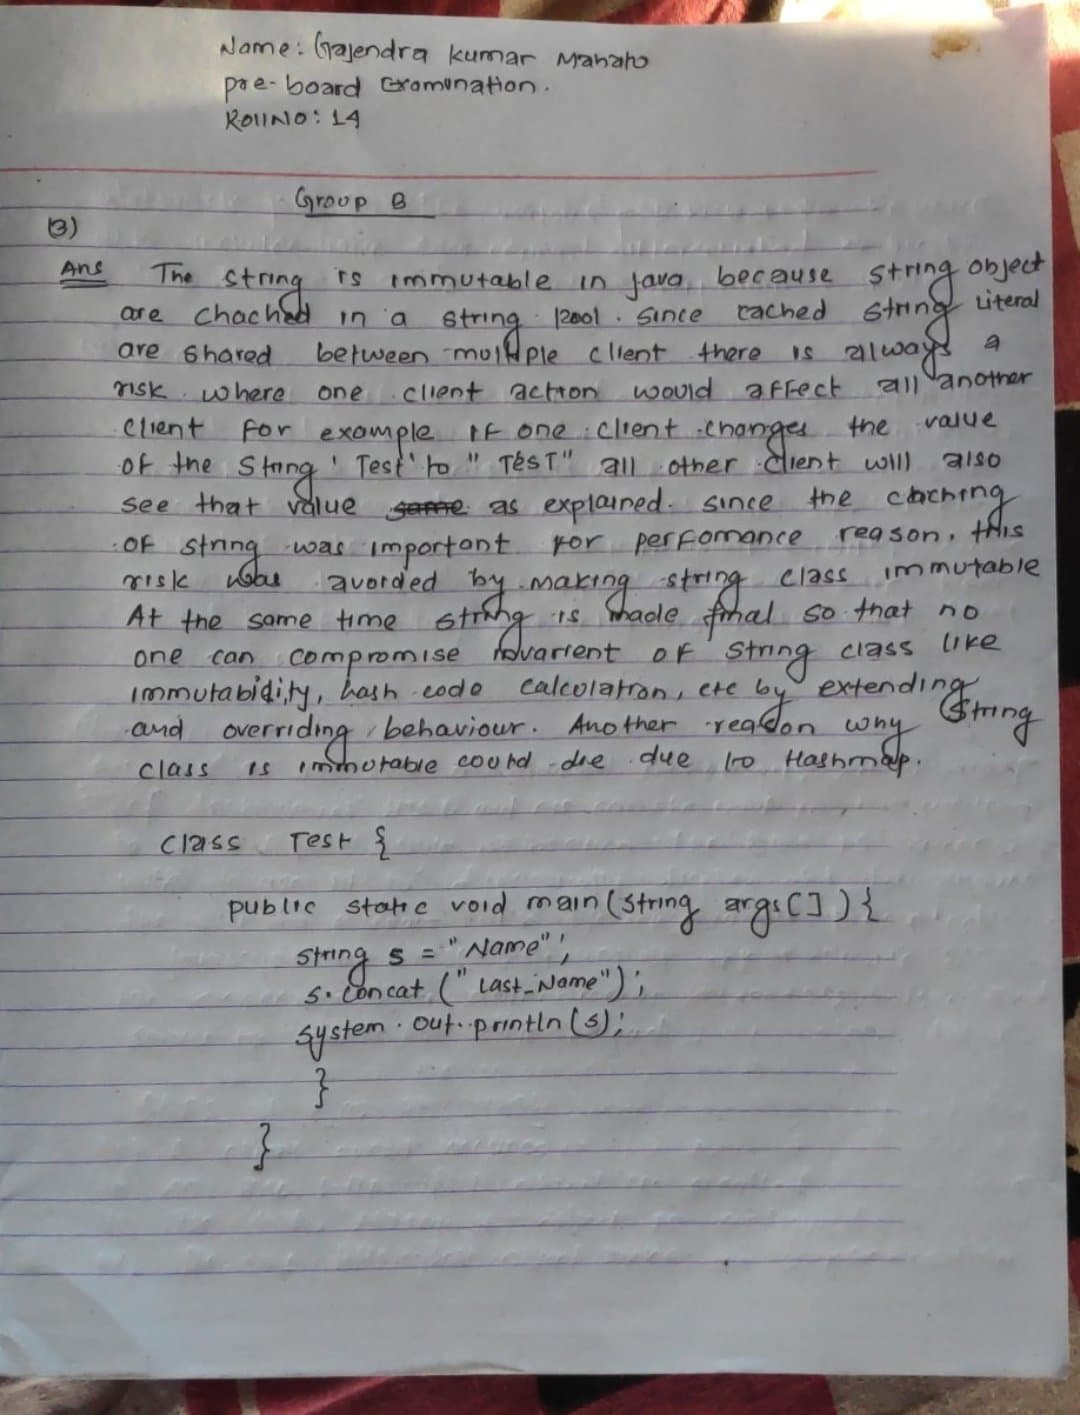 Name: Gajendra kumar Mahato
pre-board Examonation.
ROllNO: 14
Group B
(3)
Ans The string is immutable in java, because string object
are chached in a string pool. Since cached string Literal
are shared between multiple client there is always a
risk. where one client action would affect all another
client for example If one client changes the value
of the String 'Test' to "TesT" all other client will also
see that value same as explained. since the caching
of string was important for perfomance reason, this
risk was avoided by making string class immutable
At the same time string is made final so that no
one can compromise invarient of string class like
immutabidity, hash code calculation, etc by extending
and overriding behaviour. Another reason why String
class is immotable could die due to Hashmap.
class Test {
public static void main(string args[]){
string s = "Name";
s.concat ("Last_Name");
system.out.println(s);
}
}